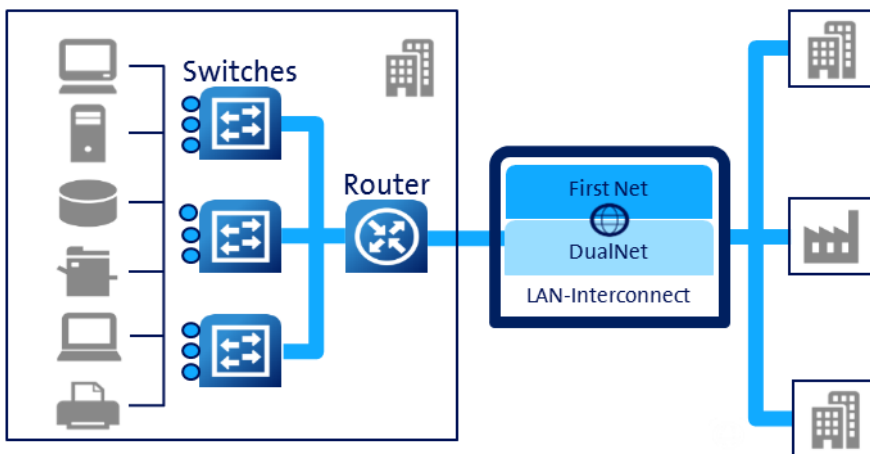 Switches
Router
First Net
DualNet
LAN-Interconnect